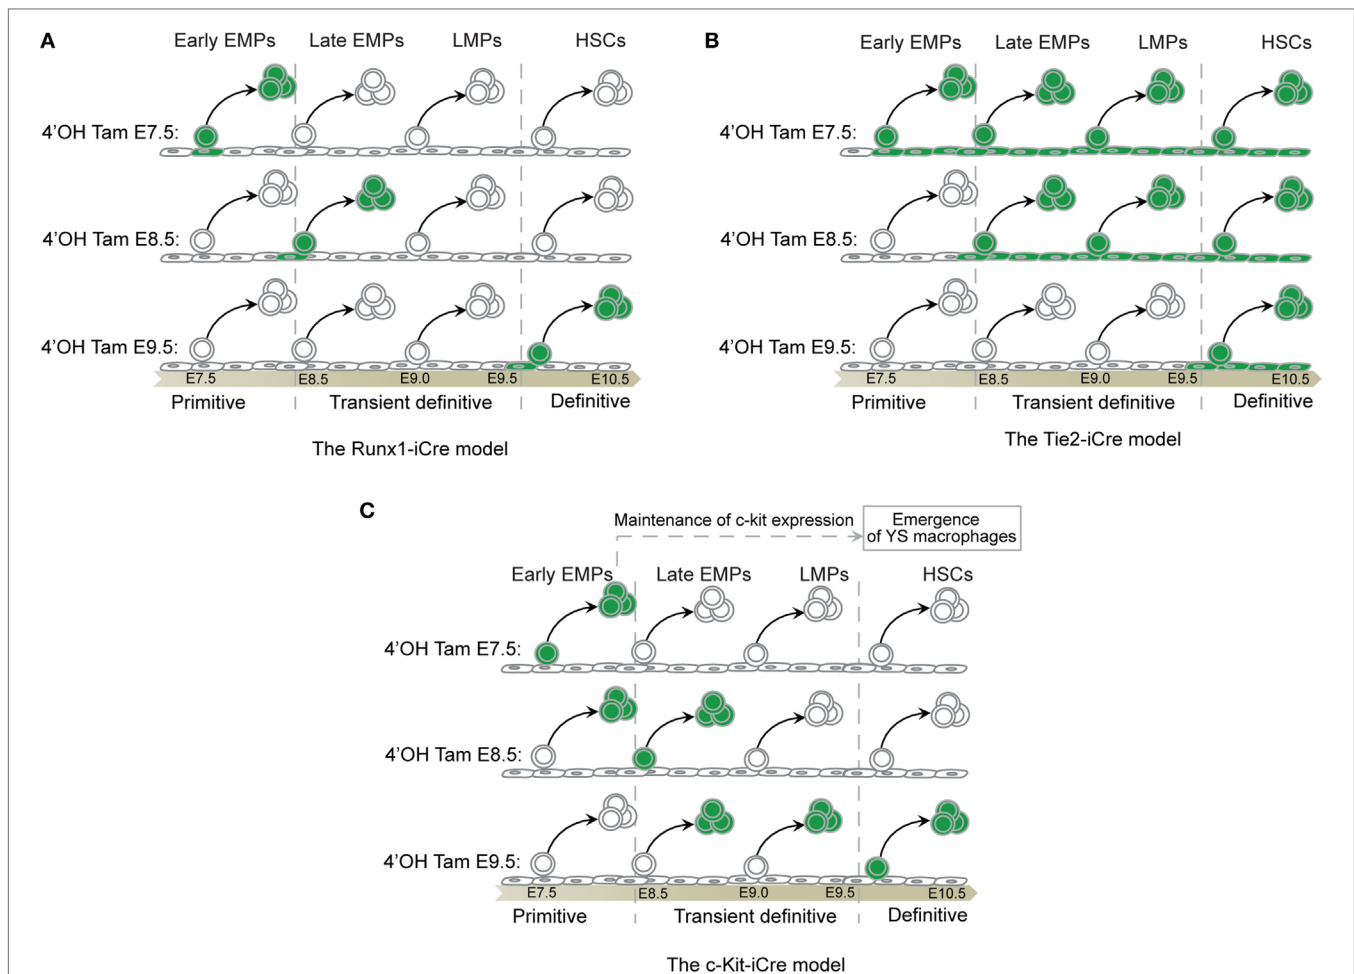 A
Early EMPs Late EMPs LMPs HSCs
4'OH Tam E7.5:
4'OH Tam E8.5:
4'OH Tam E9.5:
E7.5 E8.5 E9.0 E9.5 E10.5
Primitive Transient definitive Definitive
The Runx1-iCre model
B
Early EMPs Late EMPs LMPs HSCs
4'OH Tam E7.5:
4'OH Tam E8.5:
4'OH Tam E9.5:
E7.5 E8.5 E9.0 E9.5 E10.5
Primitive Transient definitive Definitive
The Tie2-iCre model
C
Maintenance of c-kit expression
Emergence
of YS macrophages
Early EMPs Late EMPs LMPs HSCs
4'OH Tam E7.5:
4'OH Tam E8.5:
4'OH Tam E9.5:
E7.5 E8.5 E9.0 E9.5 E10.5
Primitive Transient definitive Definitive
The c-Kit-iCre model